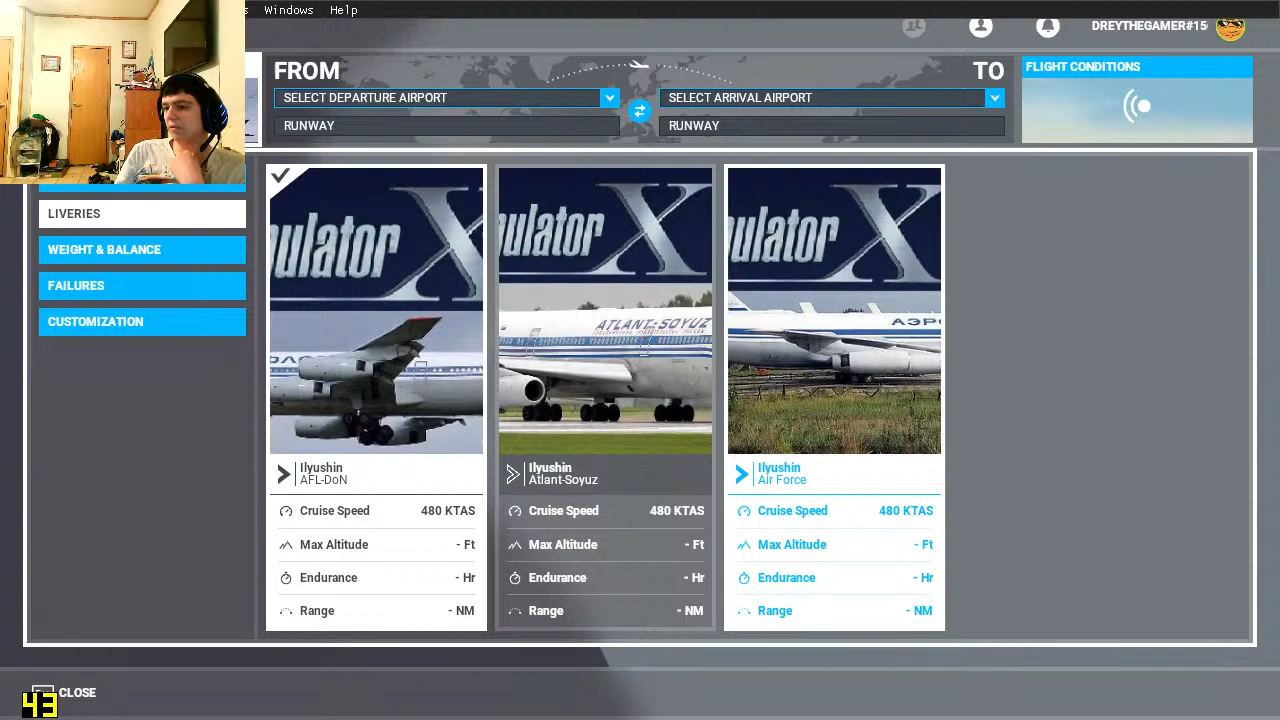 Windows Help
DREYTHEGAMER#15
FROM
TO
FLIGHT CONDITIONS
SELECT DEPARTURE AIRPORT
SELECT ARRIVAL AIRPORT
RUNWAY
RUNWAY
LIVERIES
WEIGHT & BALANCE
FAILURES
CUSTOMIZATION
ulator X
ulator X
ulator X
ATLANT-SOYUZ
АЭРО
Ilyushin
AFL-DoN
Cruise Speed 480 KTAS
Max Altitude - Ft
Endurance - Hr
Range - NM
Ilyushin
Atlant-Soyuz
Cruise Speed 480 KTAS
Max Altitude - Ft
Endurance - Hr
Range - NM
Ilyushin
Air Force
Cruise Speed 480 KTAS
Max Altitude - Ft
Endurance - Hr
Range - NM
CLOSE
43